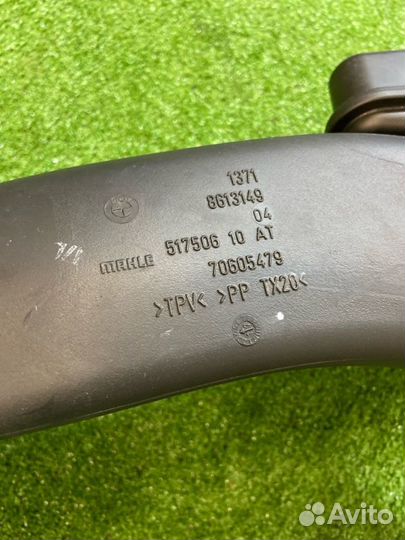 1371
8613149
04
MAHLE 517506 10 AT
70605479
>TPV< >PP TX20<
Avito